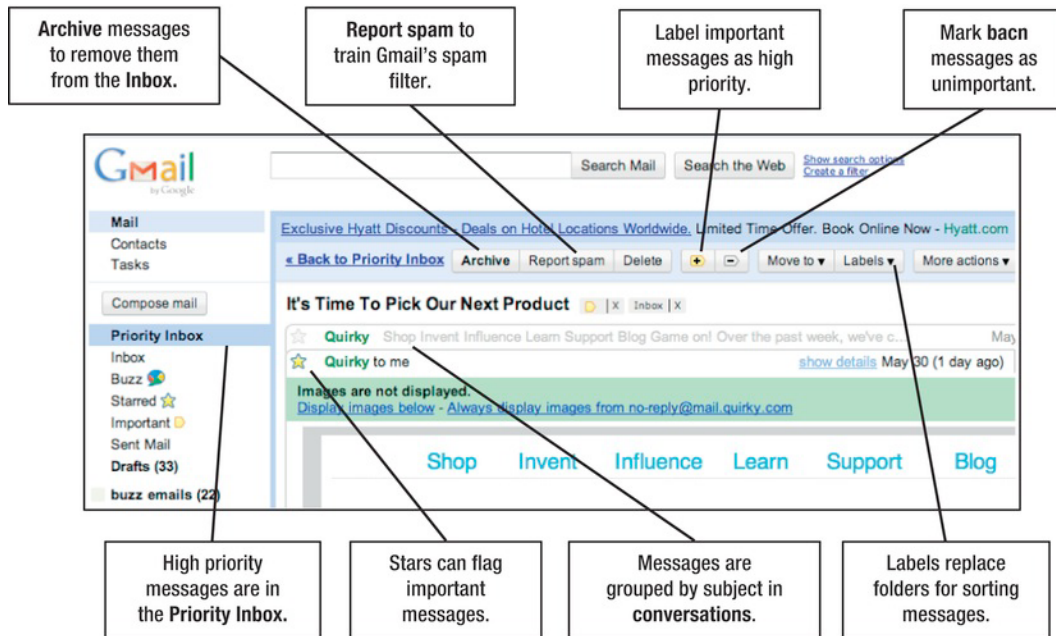 Archive messages
to remove them
from the Inbox.
Report spam to
train Gmail's spam
filter.
Label important
messages as high
priority.
Mark bacn
messages as
unimportant.
Gmail
by Google
Search Mail
Search the Web
Show search options
Create a filter
Mail
Contacts
Tasks
Compose mail
Priority Inbox
Inbox
Buzz
Starred
Important
Sent Mail
Drafts (33)
buzz emails (22)
Exclusive Hyatt Discounts - Deals on Hotel Locations Worldwide. Limited Time Offer. Book Online Now - Hyatt.com
« Back to Priority Inbox Archive Report spam Delete Move to ▾ Labels ▾ More actions ▾
It's Time To Pick Our Next Product | X Inbox | X
Quirky Shop Invent Influence Learn Support Blog Game on! Over the past week, we've c... May
Quirky to me show details May 30 (1 day ago)
Images are not displayed.
Display images below - Always display images from no-reply@mail.quirky.com
Shop Invent Influence Learn Support Blog
High priority
messages are in
the Priority Inbox.
Stars can flag
important
messages.
Messages are
grouped by subject in
conversations.
Labels replace
folders for sorting
messages.